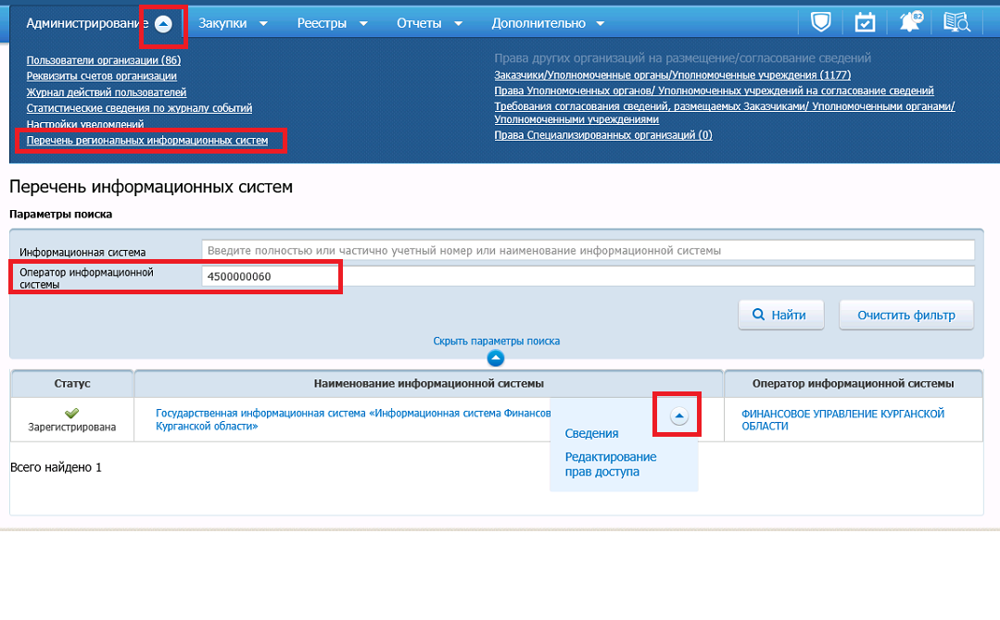 Администрирование Закупки Реестры Отчеты Дополнительно 82
Пользователи организации (86)
Реквизиты счетов организации
Журнал действий пользователей
Статистические сведения по журналу событий
Настройки уведомлений
Перечень региональных информационных систем
Права других организаций на размещение/согласование сведений
Заказчики/Уполномоченные органы/Уполномоченные учреждения (1177)
Права Уполномоченных органов/ Уполномоченных учреждений на согласование сведений
Требования согласования сведений, размещаемых Заказчиками/ Уполномоченными органами/
Уполномоченными учреждениями
Права Специализированных организаций (0)
Перечень информационных систем
Параметры поиска
Информационная система Введите полностью или частично учетный номер или наименование информационной системы
Оператор информационной
системы
4500000060
Найти Очистить фильтр
Скрыть параметры поиска
Статус Наименование информационной системы Оператор информационной системы
Зарегистрирована
Государственная информационная система «Информационная система Финансов
Курганской области»
Сведения
Редактирование
прав доступа
ФИНАНСОВОЕ УПРАВЛЕНИЕ КУРГАНСКОЙ
ОБЛАСТИ
Всего найдено 1